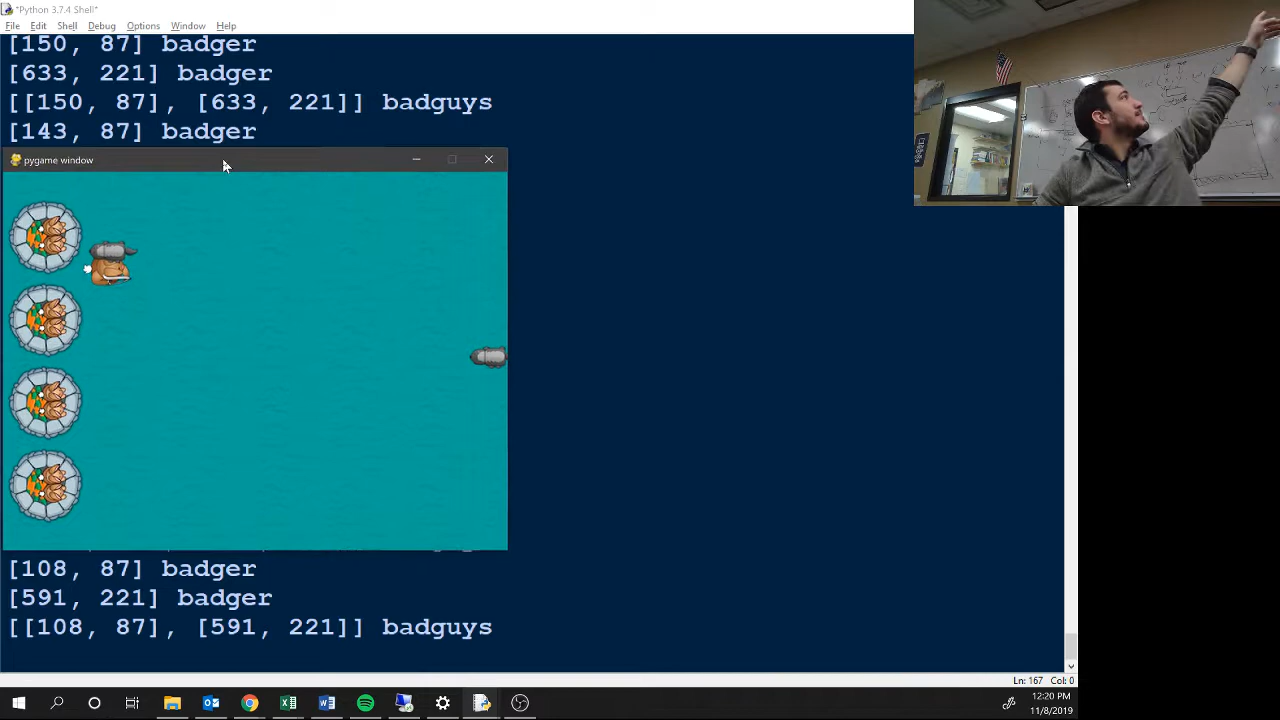 *Python 3.7.4 Shell*
File Edit Shell Debug Options Window Help
[150, 87] badger
[633, 221] badger
[[150, 87], [633, 221]] badguys
[143, 87] badger
pygame window
[108, 87] badger
[591, 221] badger
[[108, 87], [591, 221]] badguys
Ln: 167 Col: 0
12:20 PM
11/8/2019